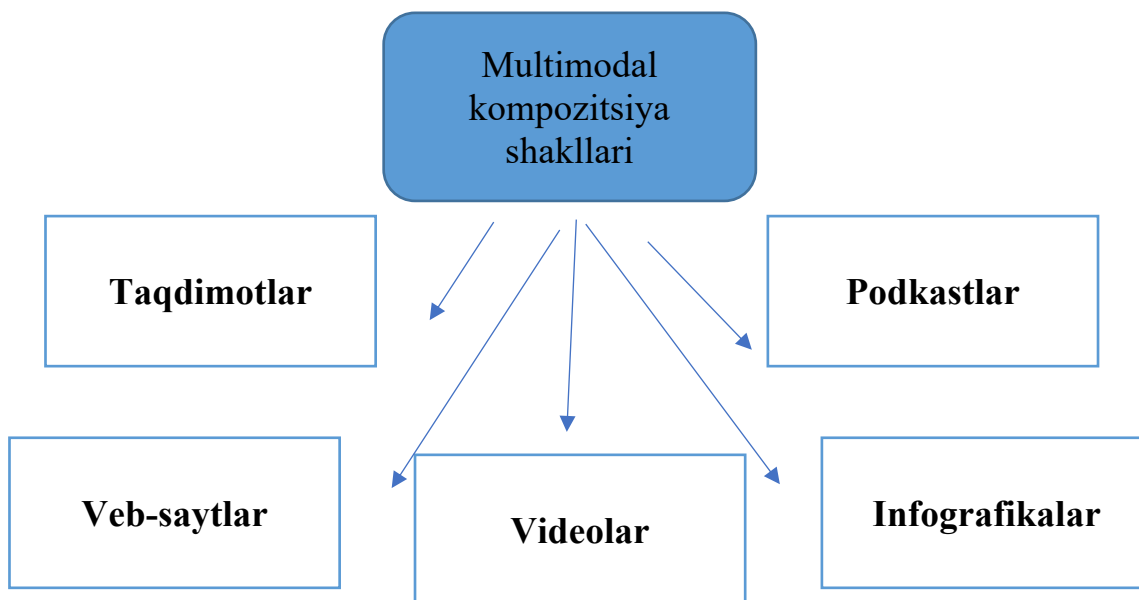 Multimodal
kompozitsiya
shakllari
Taqdimotlar
Podkastlar
Veb-saytlar
Videolar
Infografikalar